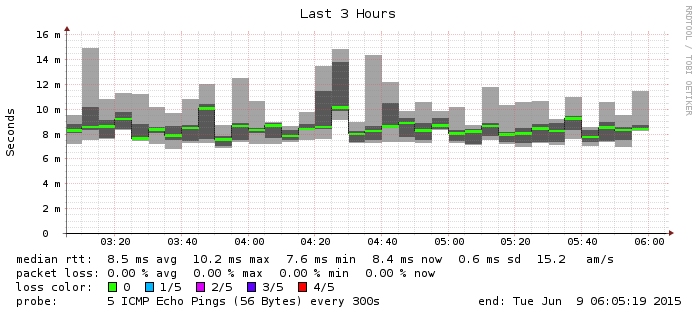 Last 3 Hours
RRDTOOL / TOBI OETIKER
Seconds
16 m
14 m
12 m
10 m
8 m
6 m
4 m
2 m
0
03:20 03:40 04:00 04:20 04:40 05:00 05:20 05:40 06:00
median rtt: 8.5 ms avg 10.2 ms max 7.6 ms min 8.4 ms now 0.6 ms sd 15.2 am/s
packet loss: 0.00 % avg 0.00 % max 0.00 % min 0.00 % now
loss color: 0 1/5 2/5 3/5 4/5
probe: 5 ICMP Echo Pings (56 Bytes) every 300s end: Tue Jun 9 06:05:19 2015